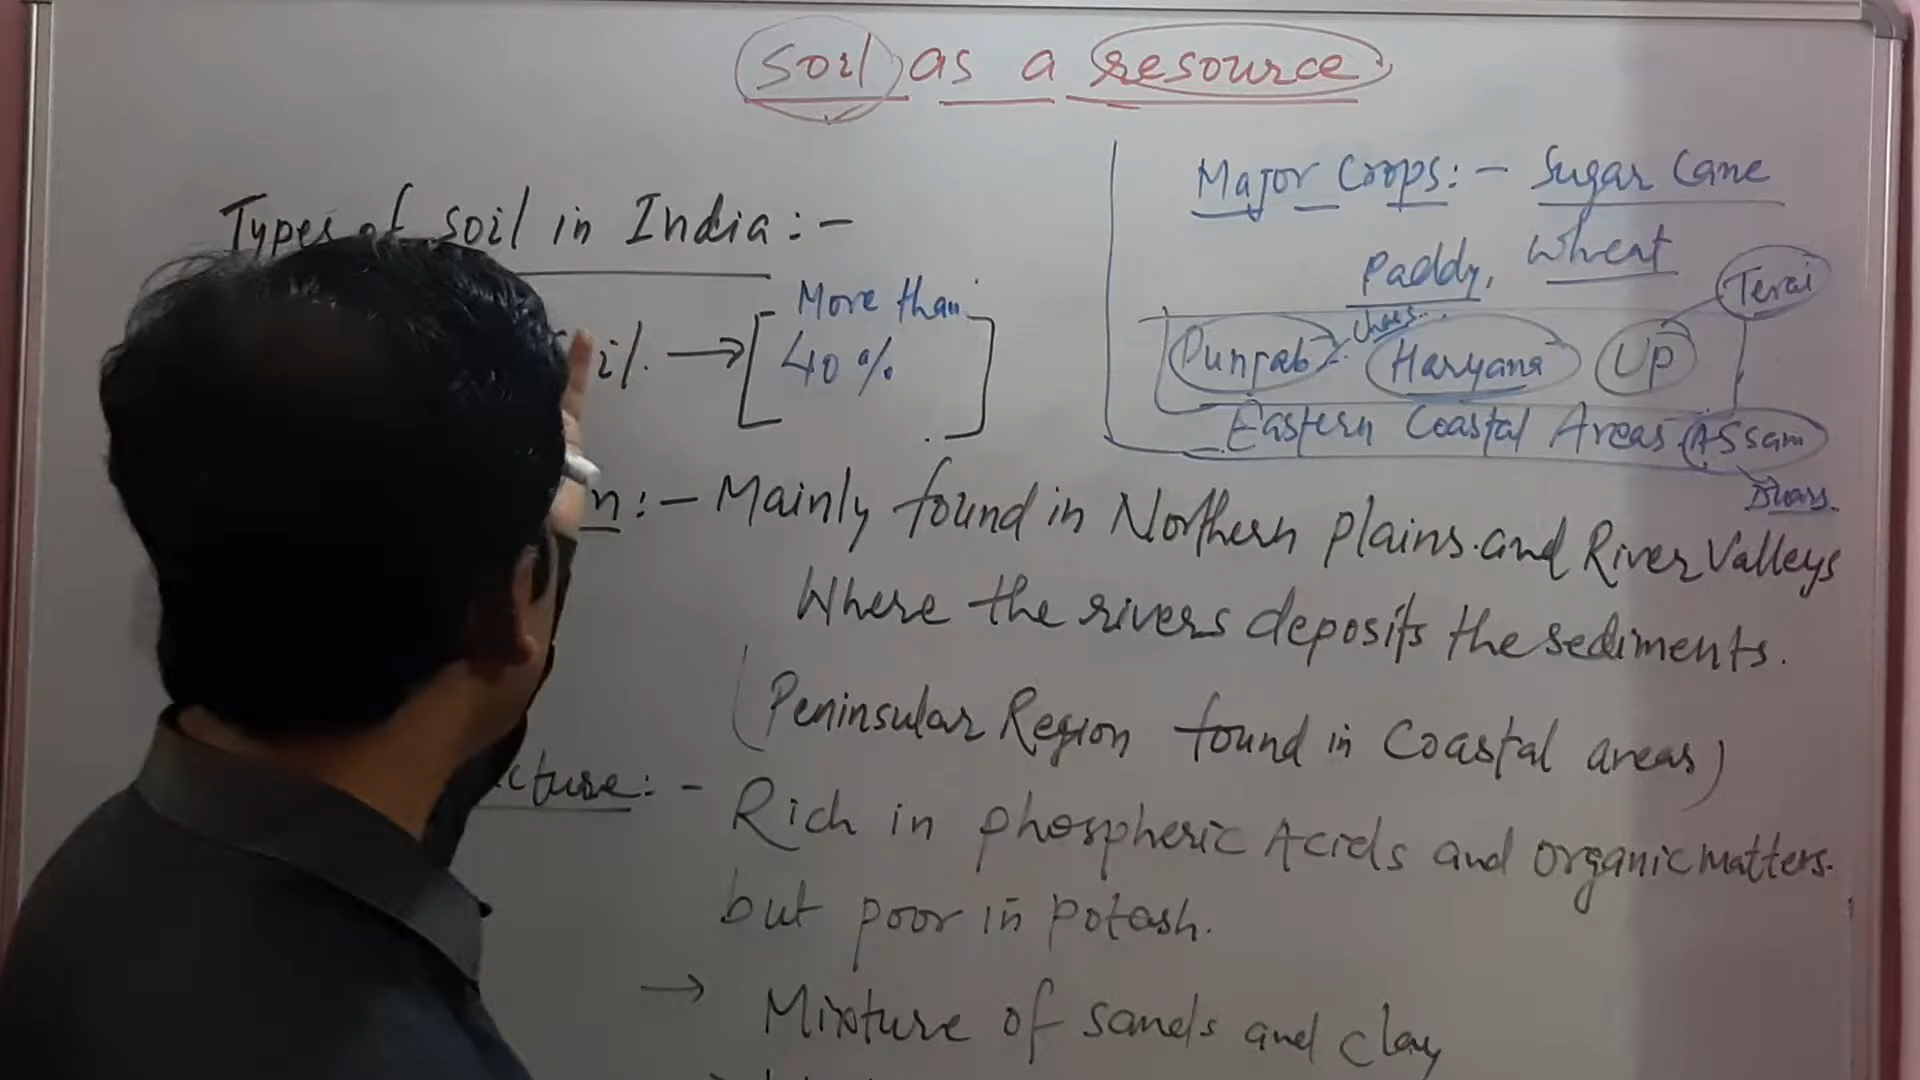 Soil as a resource
Types of soil in India:-
More than
40%
Major Crops:- Sugar Cane
Paddy, Wheat
Terai
Punjab Haryana UP
Eastern Coastal Areas Assam
Duars.
:- Mainly found in Northern plains and River Valleys
Where the rivers deposits the sediments.
(Peninsular Region found in Coastal areas)
:- Rich in phospheric Acids and organic matters.
but poor in potash.
→ Mixture of sands and clay